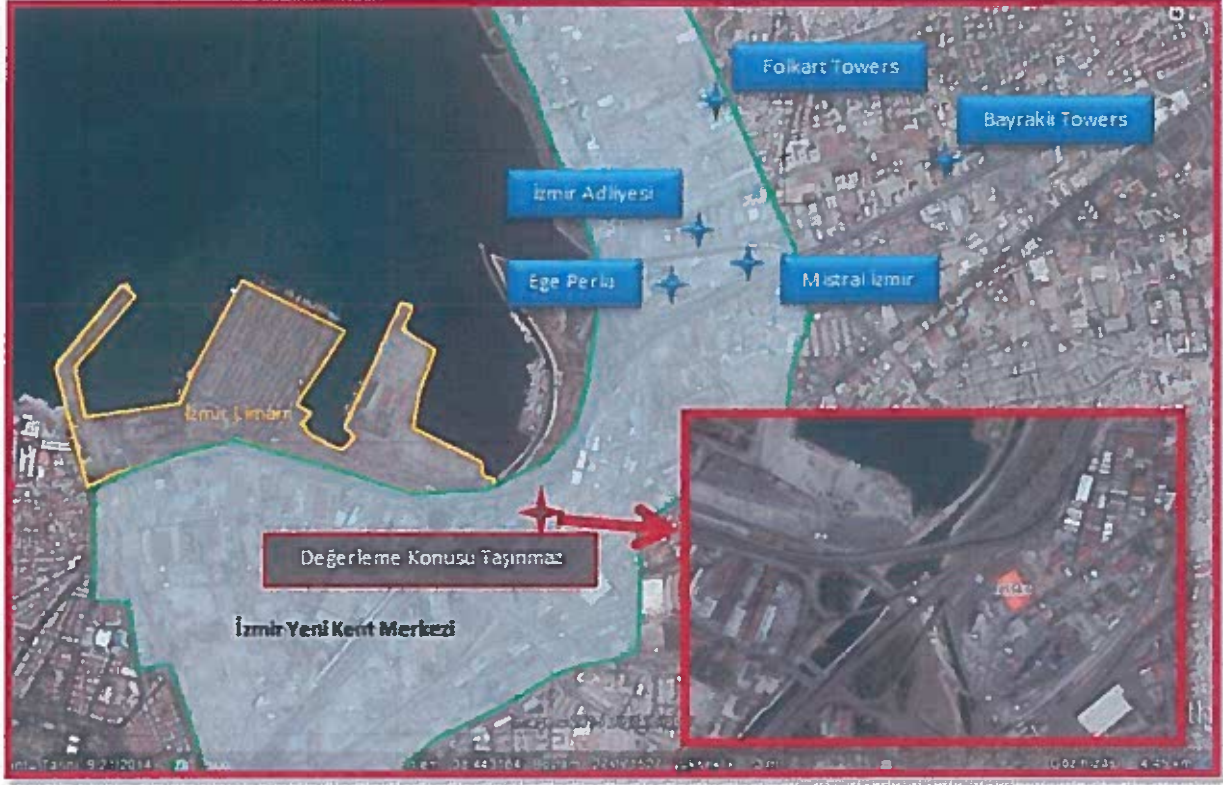 Folkart Towers
Bayraklı Towers
İzmir Adliyesi
Ege Perla
Mistral İzmir
İzmir Limanı
Değerleme Konusu Taşınmaz
İzmir Yeni Kent Merkezi